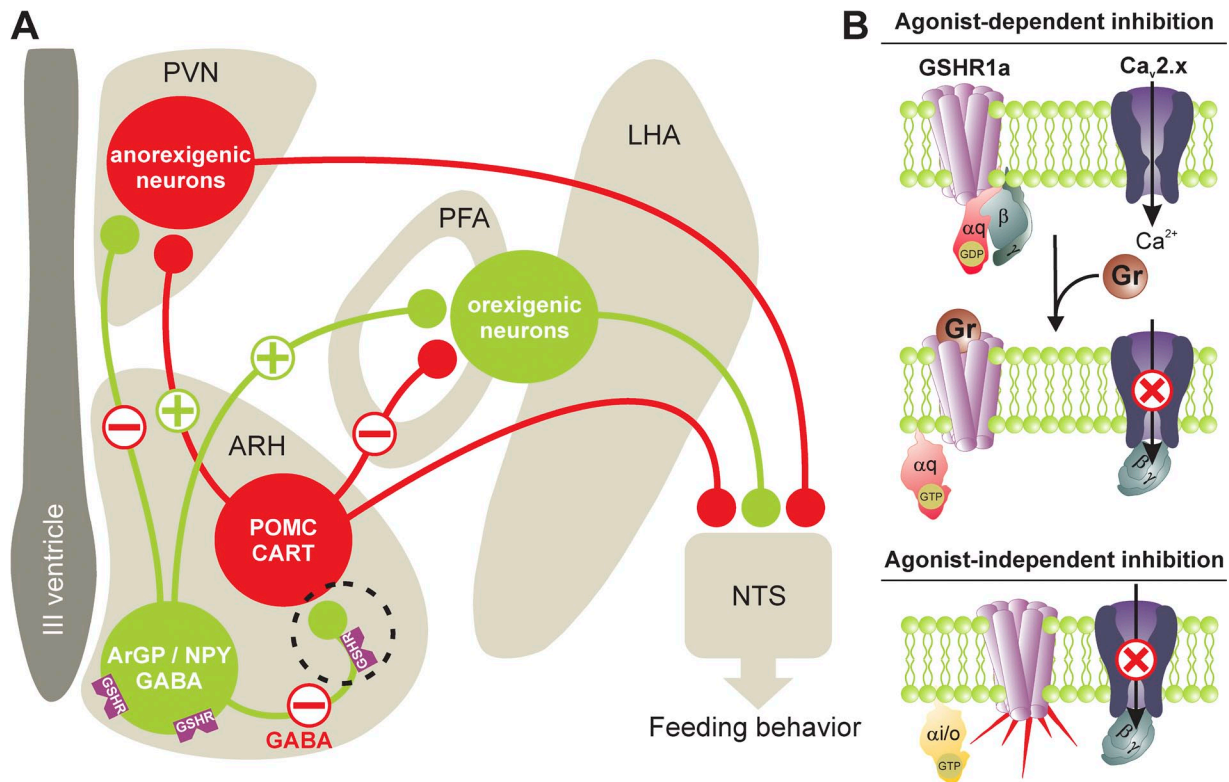 A
PVN
anorexigenic
neurons
LHA
PFA
orexigenic
neurons
ARH
POMC
CART
III ventricle
ArGP / NPY
GABA
GSHR
GSHR
GSHR
GABA
NTS
Feeding behavior
B
Agonist-dependent inhibition
GSHR1a
Cav2.x
αq
GDP
β
γ
Ca2+
Gr
Gr
αq
GTP
βγ
Agonist-independent inhibition
αi/o
GTP
βγ